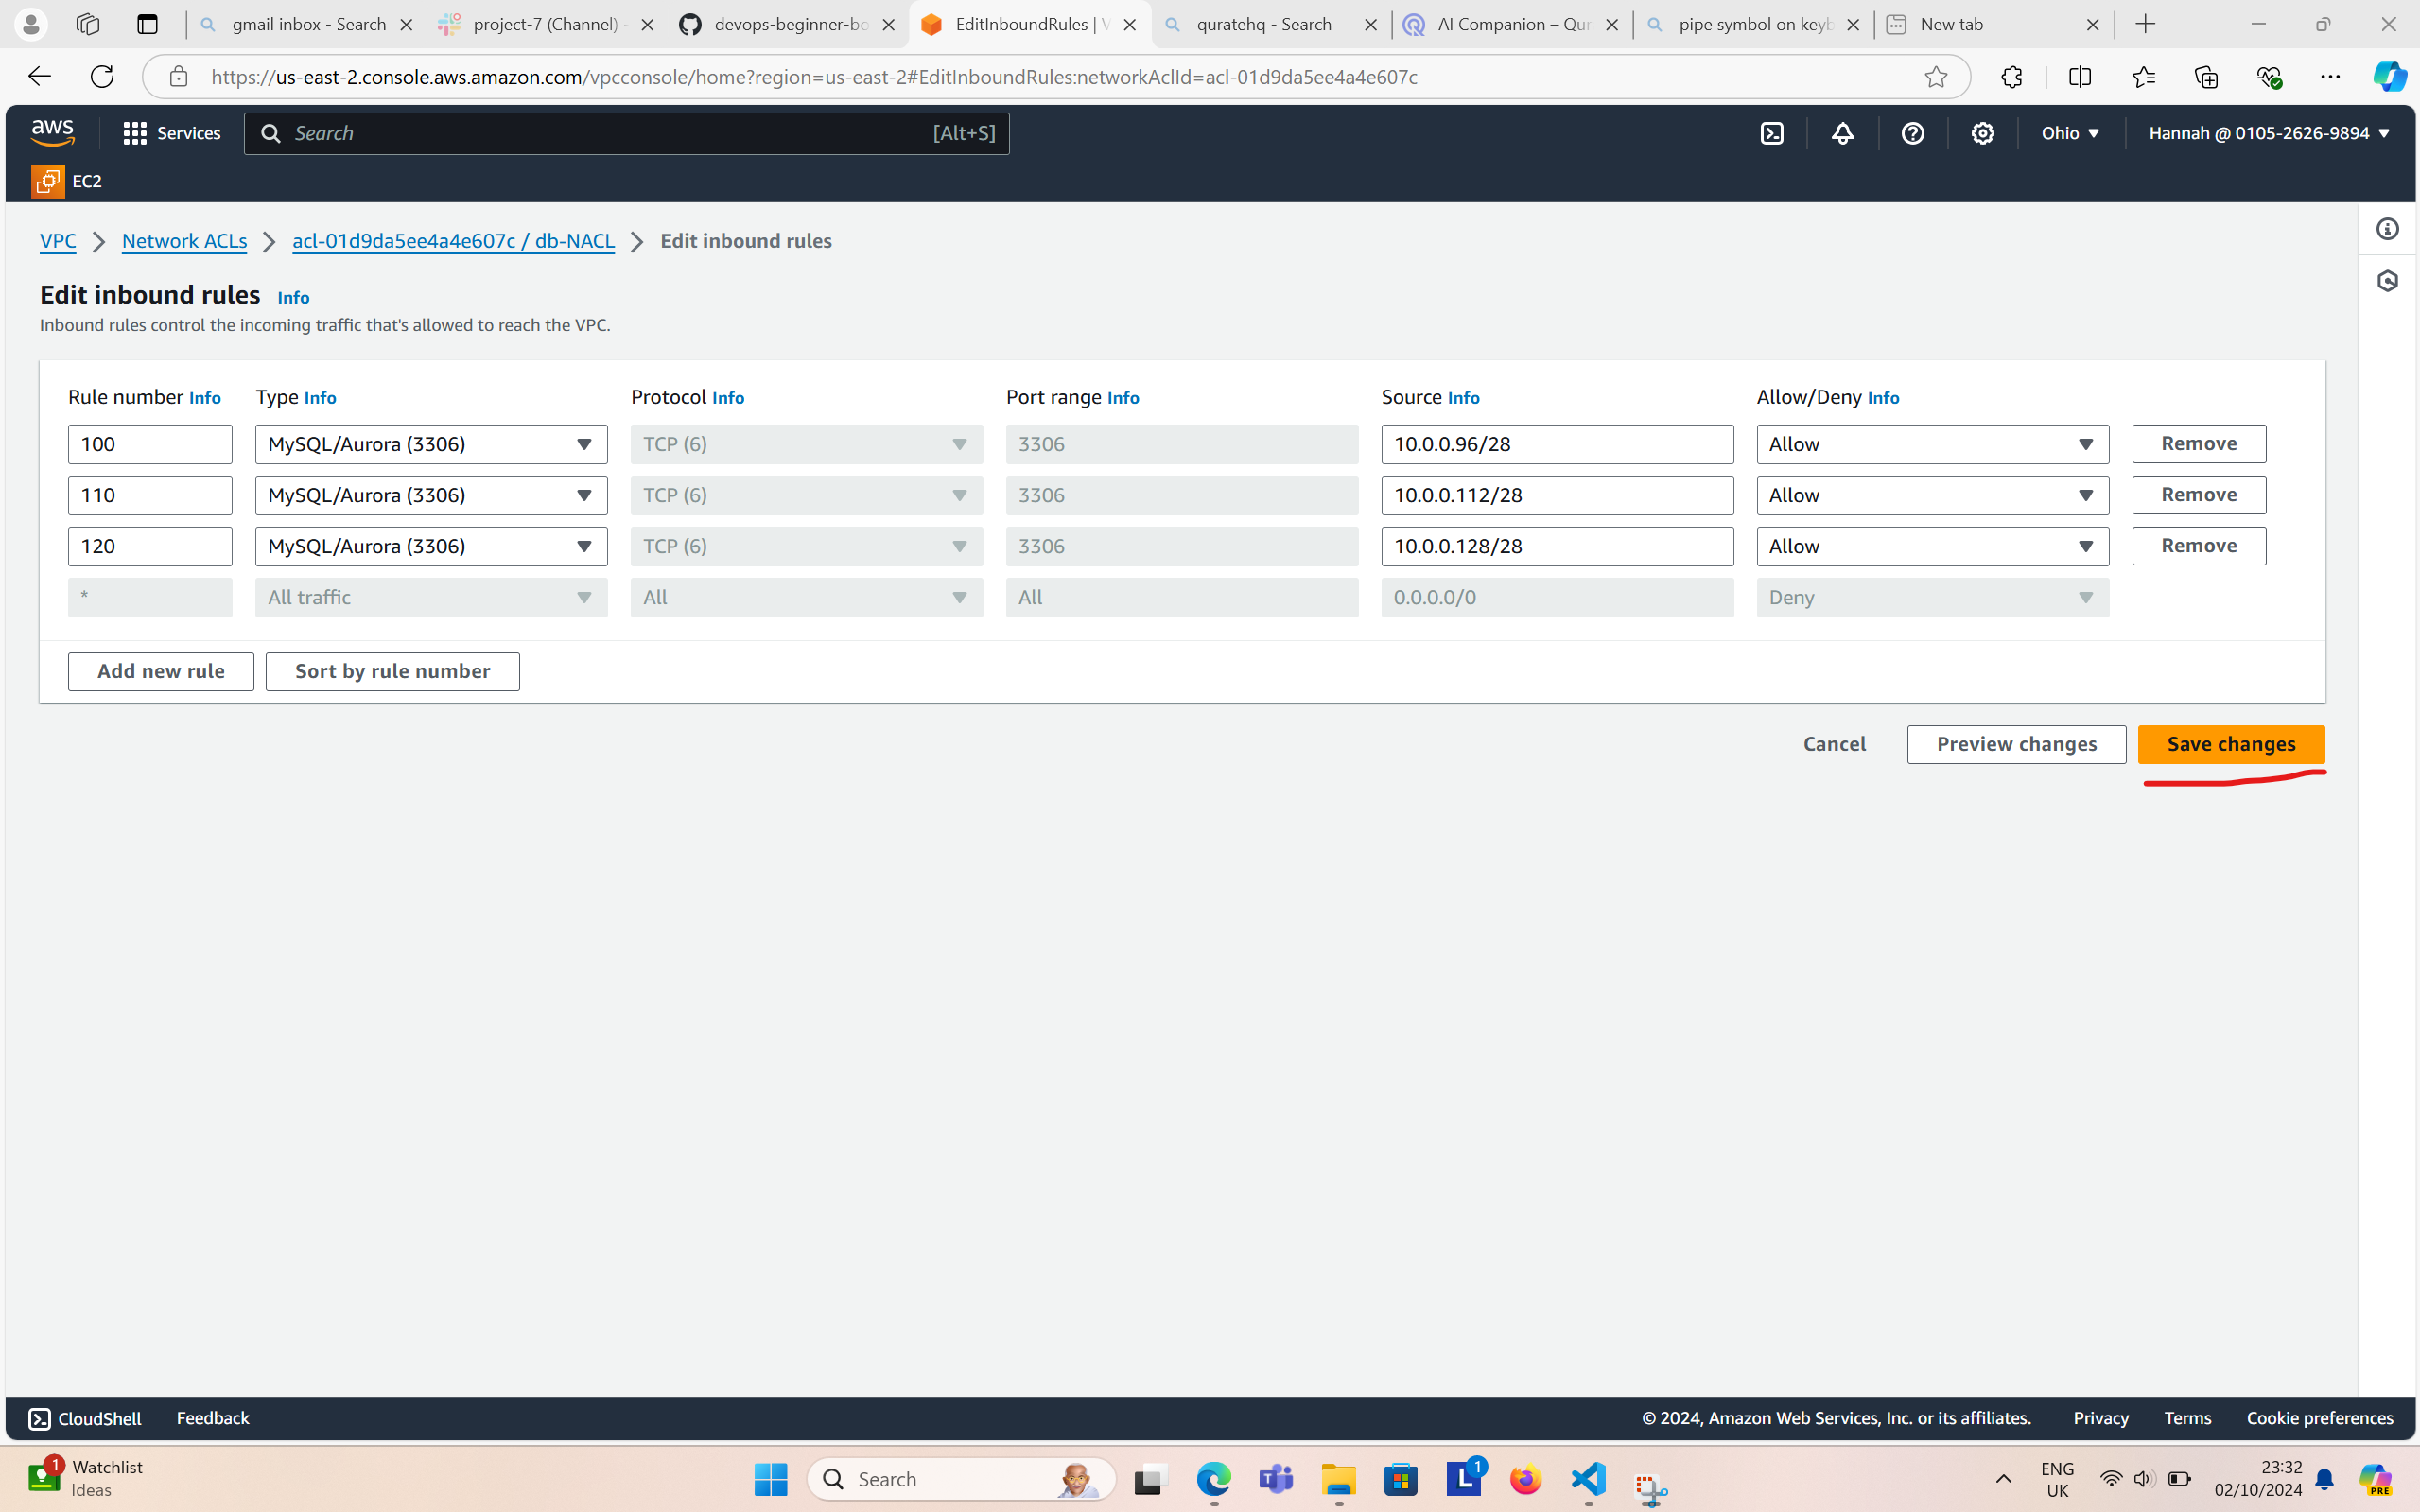 gmail inbox - Search
project-7 (Channel) -
devops-beginner-bo
EditInboundRules | V
quratehq - Search
AI Companion – Qur
pipe symbol on keyb
New tab
https://us-east-2.console.aws.amazon.com/vpcconsole/home?region=us-east-2#EditInboundRules:networkAclId=acl-01d9da5ee4a4e607c
aws
Services
Search
[Alt+S]
Ohio
Hannah @ 0105-2626-9894
EC2
VPC > Network ACLs > acl-01d9da5ee4a4e607c / db-NACL > Edit inbound rules
Edit inbound rules Info
Inbound rules control the incoming traffic that's allowed to reach the VPC.
Rule number Info Type Info Protocol Info Port range Info Source Info Allow/Deny Info
100 MySQL/Aurora (3306) TCP (6) 3306 10.0.0.96/28 Allow Remove
110 MySQL/Aurora (3306) TCP (6) 3306 10.0.0.112/28 Allow Remove
120 MySQL/Aurora (3306) TCP (6) 3306 10.0.0.128/28 Allow Remove
* All traffic All All 0.0.0.0/0 Deny
Add new rule Sort by rule number
Cancel Preview changes Save changes
CloudShell Feedback © 2024, Amazon Web Services, Inc. or its affiliates. Privacy Terms Cookie preferences
1
Watchlist
Ideas
Search
L
1
ENG
UK
23:32
02/10/2024
PRE